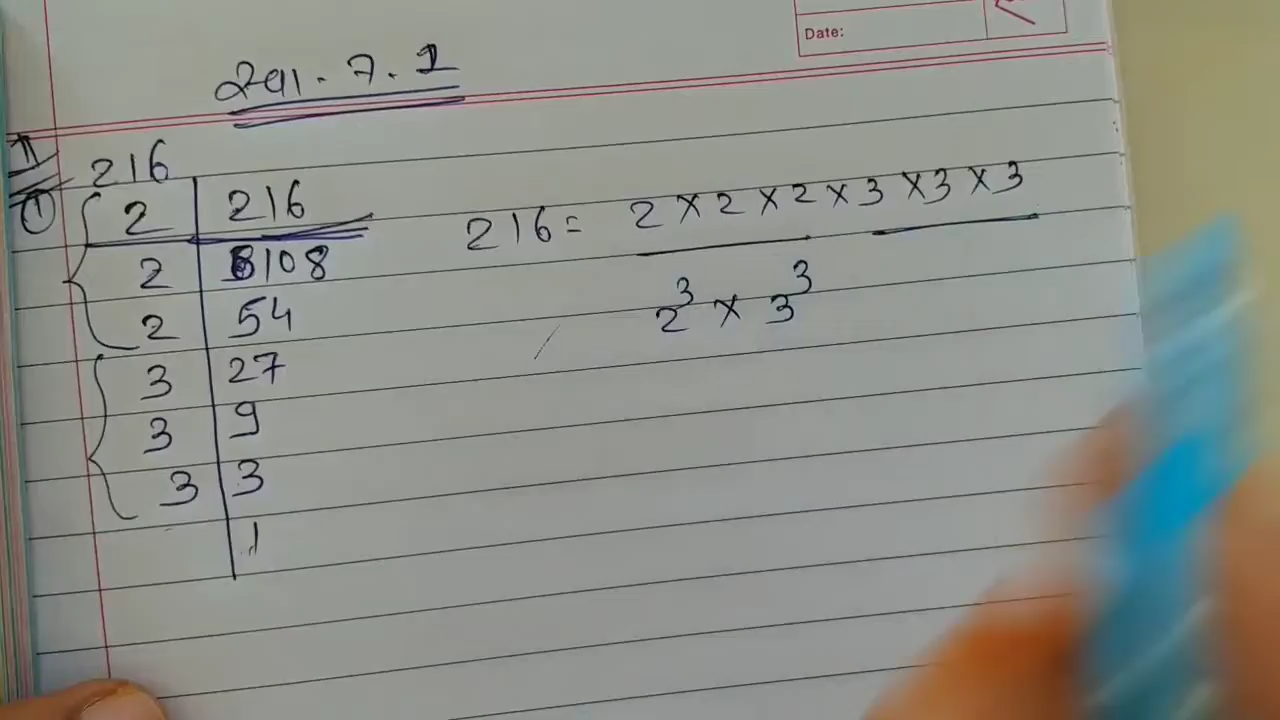 Date:
7.1
216
① 2 | 216
2 | 108
2 | 54
3 | 27
3 | 9
3 | 3
1
216 = 2 × 2 × 2 × 3 × 3 × 3
2³ × 3³